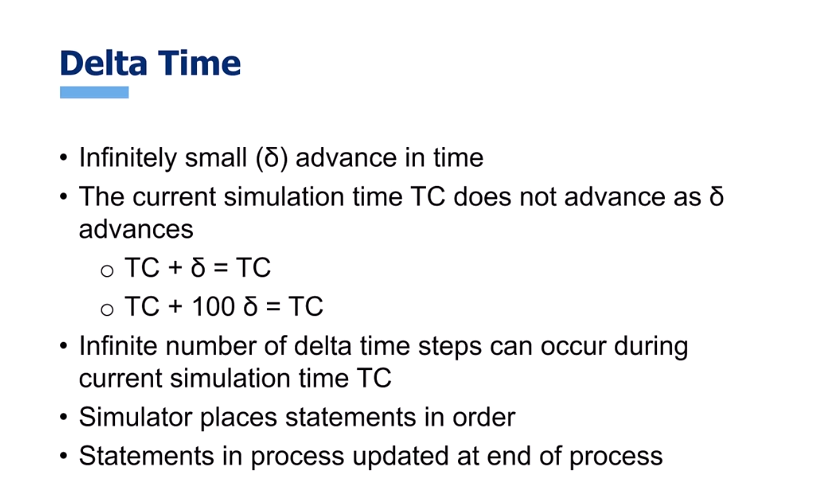 Delta Time
• Infinitely small (δ) advance in time
• The current simulation time TC does not advance as δ
advances
o TC + δ = TC
o TC + 100 δ = TC
• Infinite number of delta time steps can occur during
current simulation time TC
• Simulator places statements in order
• Statements in process updated at end of process